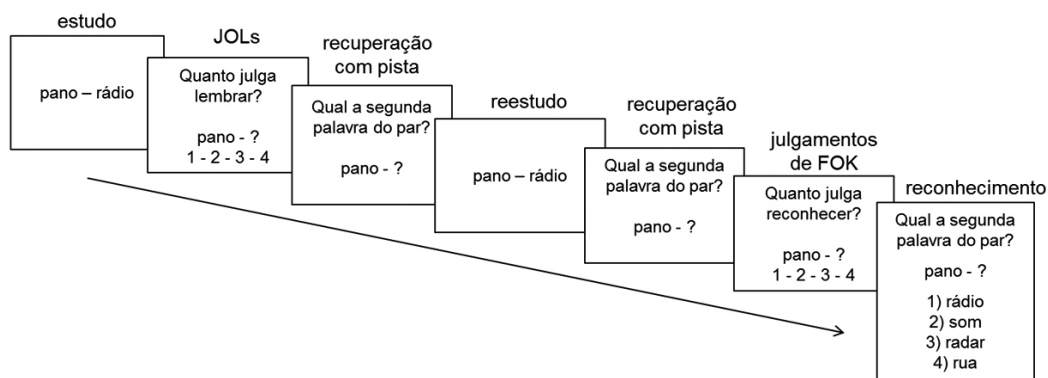 estudo
pano – rádio
JOLs
Quanto julga
lembrar?
pano - ?
1 - 2 - 3 - 4
recuperação
com pista
Qual a segunda
palavra do par?
pano - ?
reestudo
pano – rádio
recuperação
com pista
Qual a segunda
palavra do par?
pano - ?
julgamentos
de FOK
Quanto julga
reconhecer?
pano - ?
1 - 2 - 3 - 4
reconhecimento
Qual a segunda
palavra do par?
pano - ?
1) rádio
2) som
3) radar
4) rua